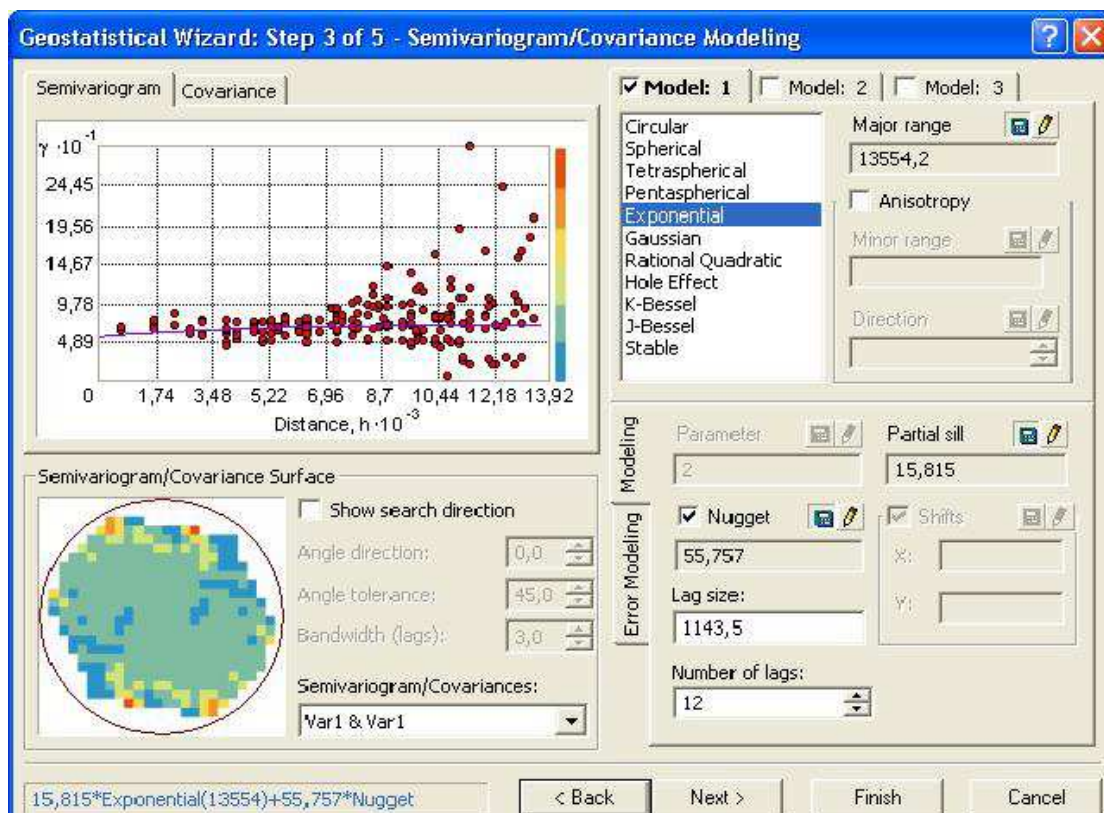 Geostatistical Wizard: Step 3 of 5 - Semivariogram/Covariance Modeling
Semivariogram
Covariance
γ ·10⁻¹
24,45
19,56
14,67
9,78
4,89
0 1,74 3,48 5,22 6,96 8,7 10,44 12,18 13,92
Distance, h ·10⁻³
Semivariogram/Covariance Surface
Show search direction
Angle direction: 0,0
Angle tolerance: 45,0
Bandwidth (lags): 3,0
Semivariogram/Covariances:
Var1 & Var1
Model: 1 Model: 2 Model: 3
Circular
Spherical
Tetraspherical
Pentaspherical
Exponential
Gaussian
Rational Quadratic
Hole Effect
K-Bessel
J-Bessel
Stable
Major range
13554,2
Anisotropy
Minor range
Direction
Modeling
Error Modeling
Parameter
2
Partial sill
15,815
Nugget
55,757
Shifts
X:
Y:
Lag size:
1143,5
Number of lags:
12
15,815*Exponential(13554)+55,757*Nugget
< Back Next > Finish Cancel